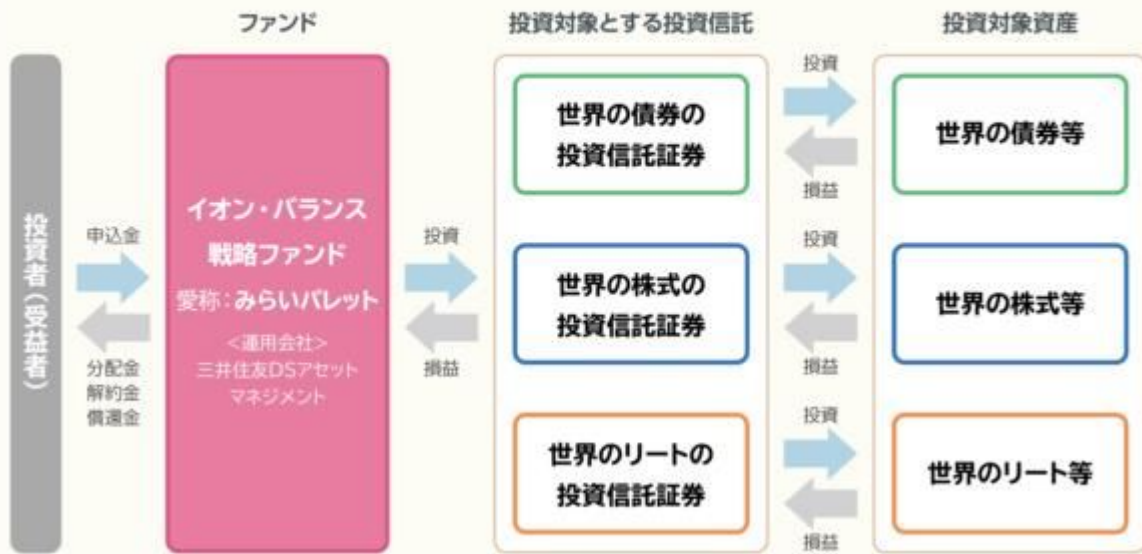 ファンド
投資対象とする投資信託
投資対象資産
投資者(受益者)
申込金
分配金
解約金
償還金
イオン・バランス
戦略ファンド
愛称:みらいパレット
<運用会社>
三井住友DSアセット
マネジメント
投資
損益
世界の債券の
投資信託証券
投資
損益
世界の債券等
世界の株式の
投資信託証券
投資
損益
世界の株式等
世界のリートの
投資信託証券
投資
損益
世界のリート等